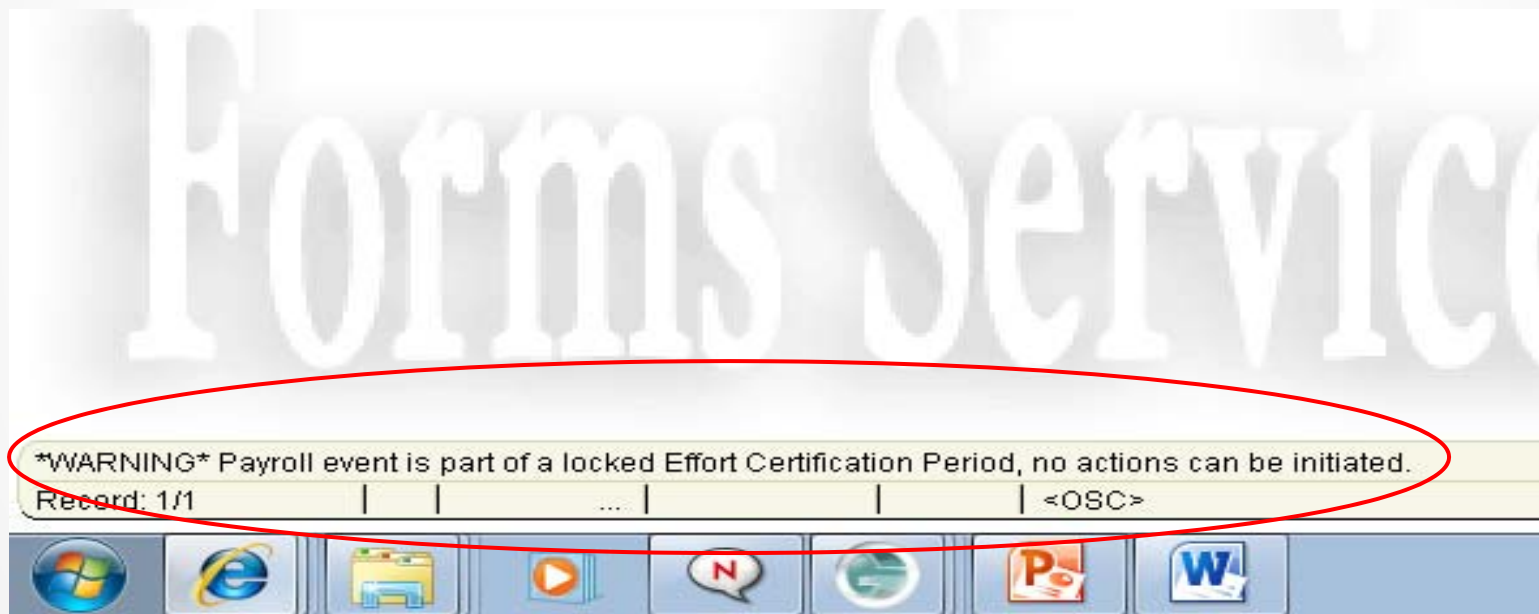 Forms Service
*WARNING* Payroll event is part of a locked Effort Certification Period, no actions can be initiated.
Record: 1/1 | | ... | | | <OSC>
N
P
W